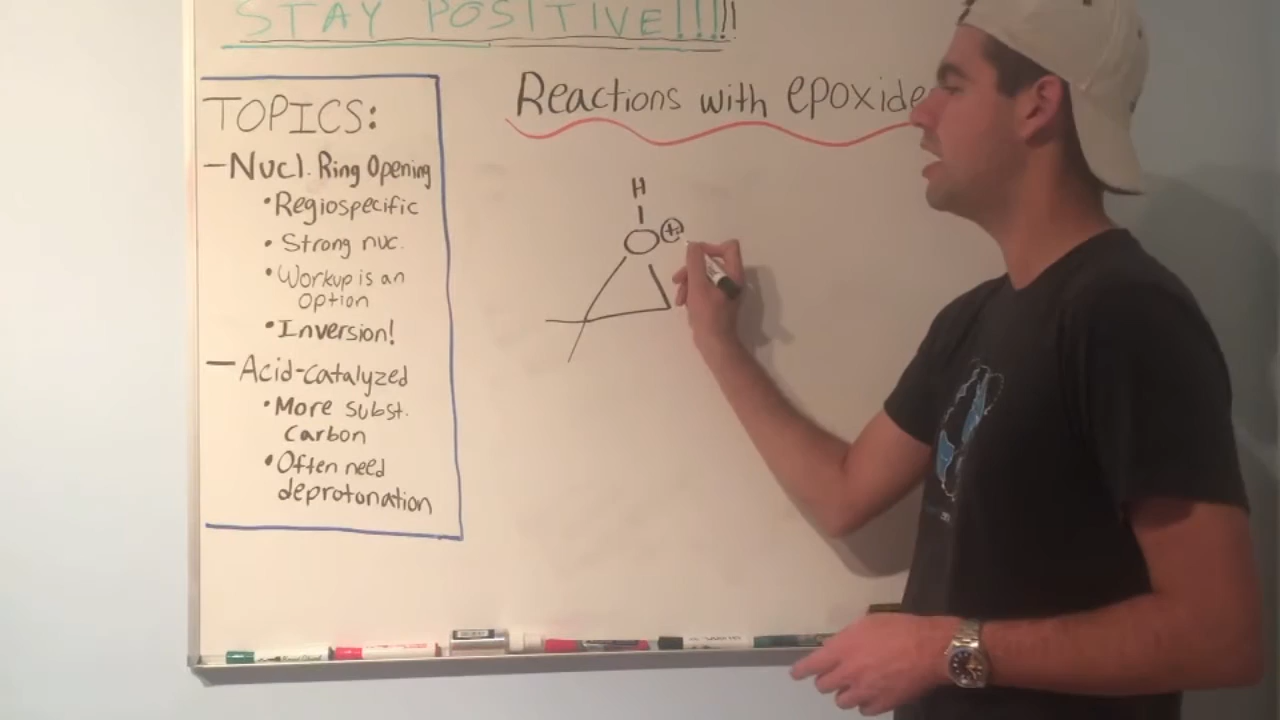 STAY POSITIVE!!!!!
TOPICS:
- Nucl. Ring Opening
• Regiospecific
• Strong nuc.
• Workup is an
option
• Inversion!
- Acid-catalyzed
• More subst.
Carbon
• Often need
deprotonation
Reactions with epoxide
H
O +